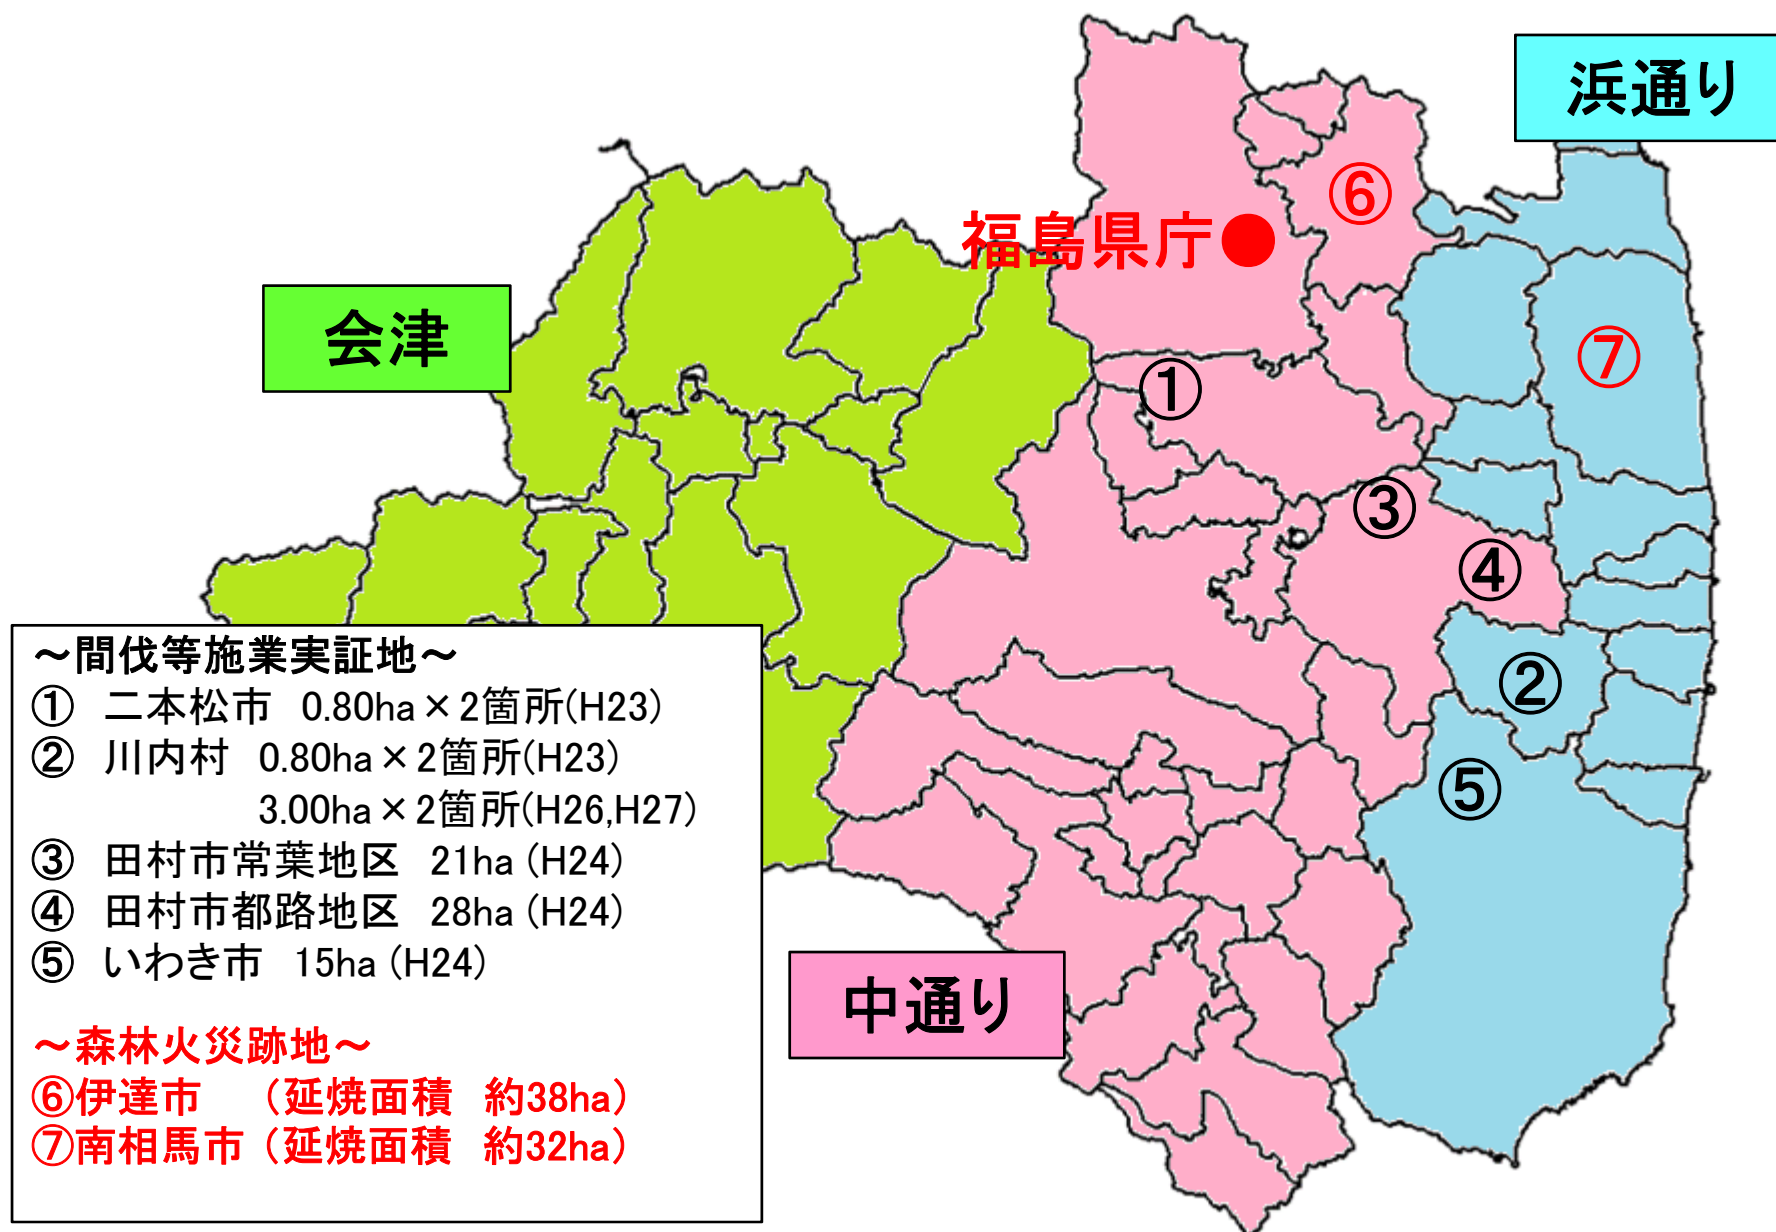 浜通り
⑥
福島県庁
会津
⑦
①
③
④
②
⑤
中通り
～間伐等施業実証地～
① 二本松市 0.80ha×2箇所(H23)
② 川内村 0.80ha×2箇所(H23)
3.00ha×2箇所(H26,H27)
③ 田村市常葉地区 21ha (H24)
④ 田村市都路地区 28ha (H24)
⑤ いわき市 15ha (H24)
～森林火災跡地～
⑥伊達市 （延焼面積 約38ha）
⑦南相馬市（延焼面積 約32ha）